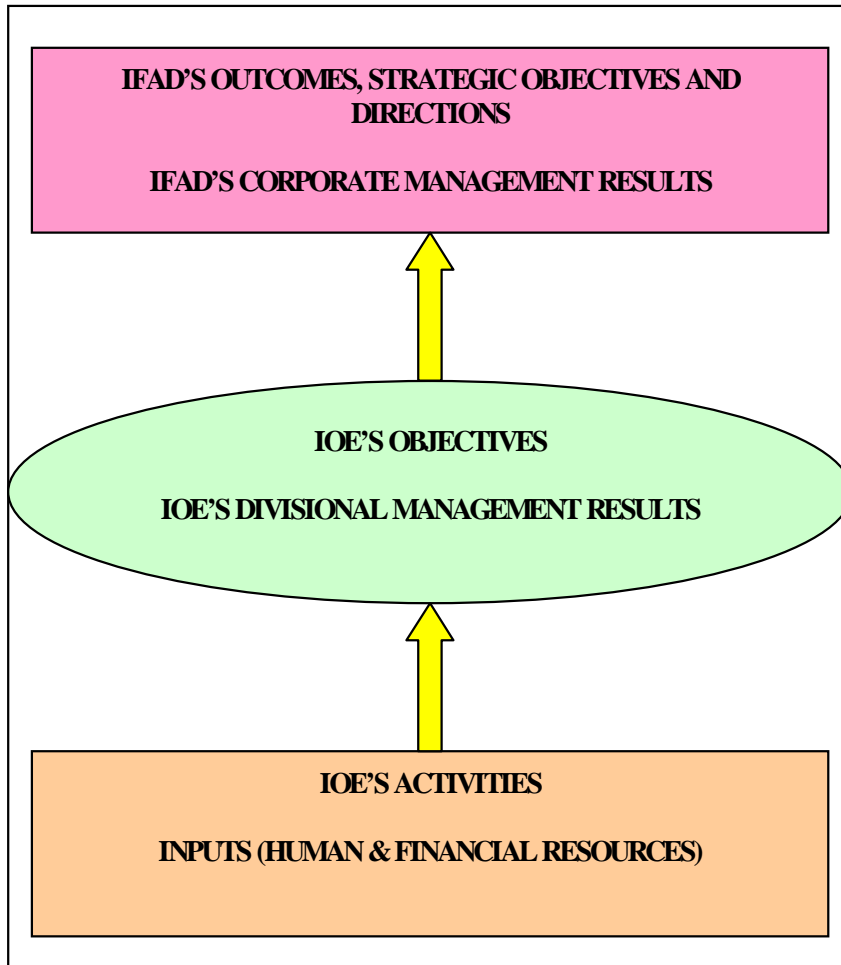 IFAD’S OUTCOMES, STRATEGIC OBJECTIVES AND
DIRECTIONS
IFAD’S CORPORATE MANAGEMENT RESULTS
IOE’S OBJECTIVES
IOE’S DIVISIONAL MANAGEMENT RESULTS
IOE’S ACTIVITIES
INPUTS (HUMAN & FINANCIAL RESOURCES)